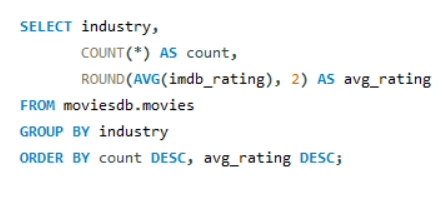 SELECT industry,
COUNT(*) AS count,
ROUND(AVG(imdb_rating), 2) AS avg_rating
FROM moviesdb.movies
GROUP BY industry
ORDER BY count DESC, avg_rating DESC;